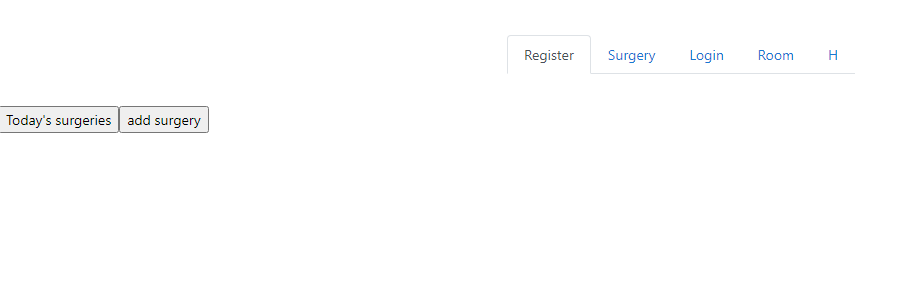 Register Surgery Login Room H
Today's surgeries add surgery